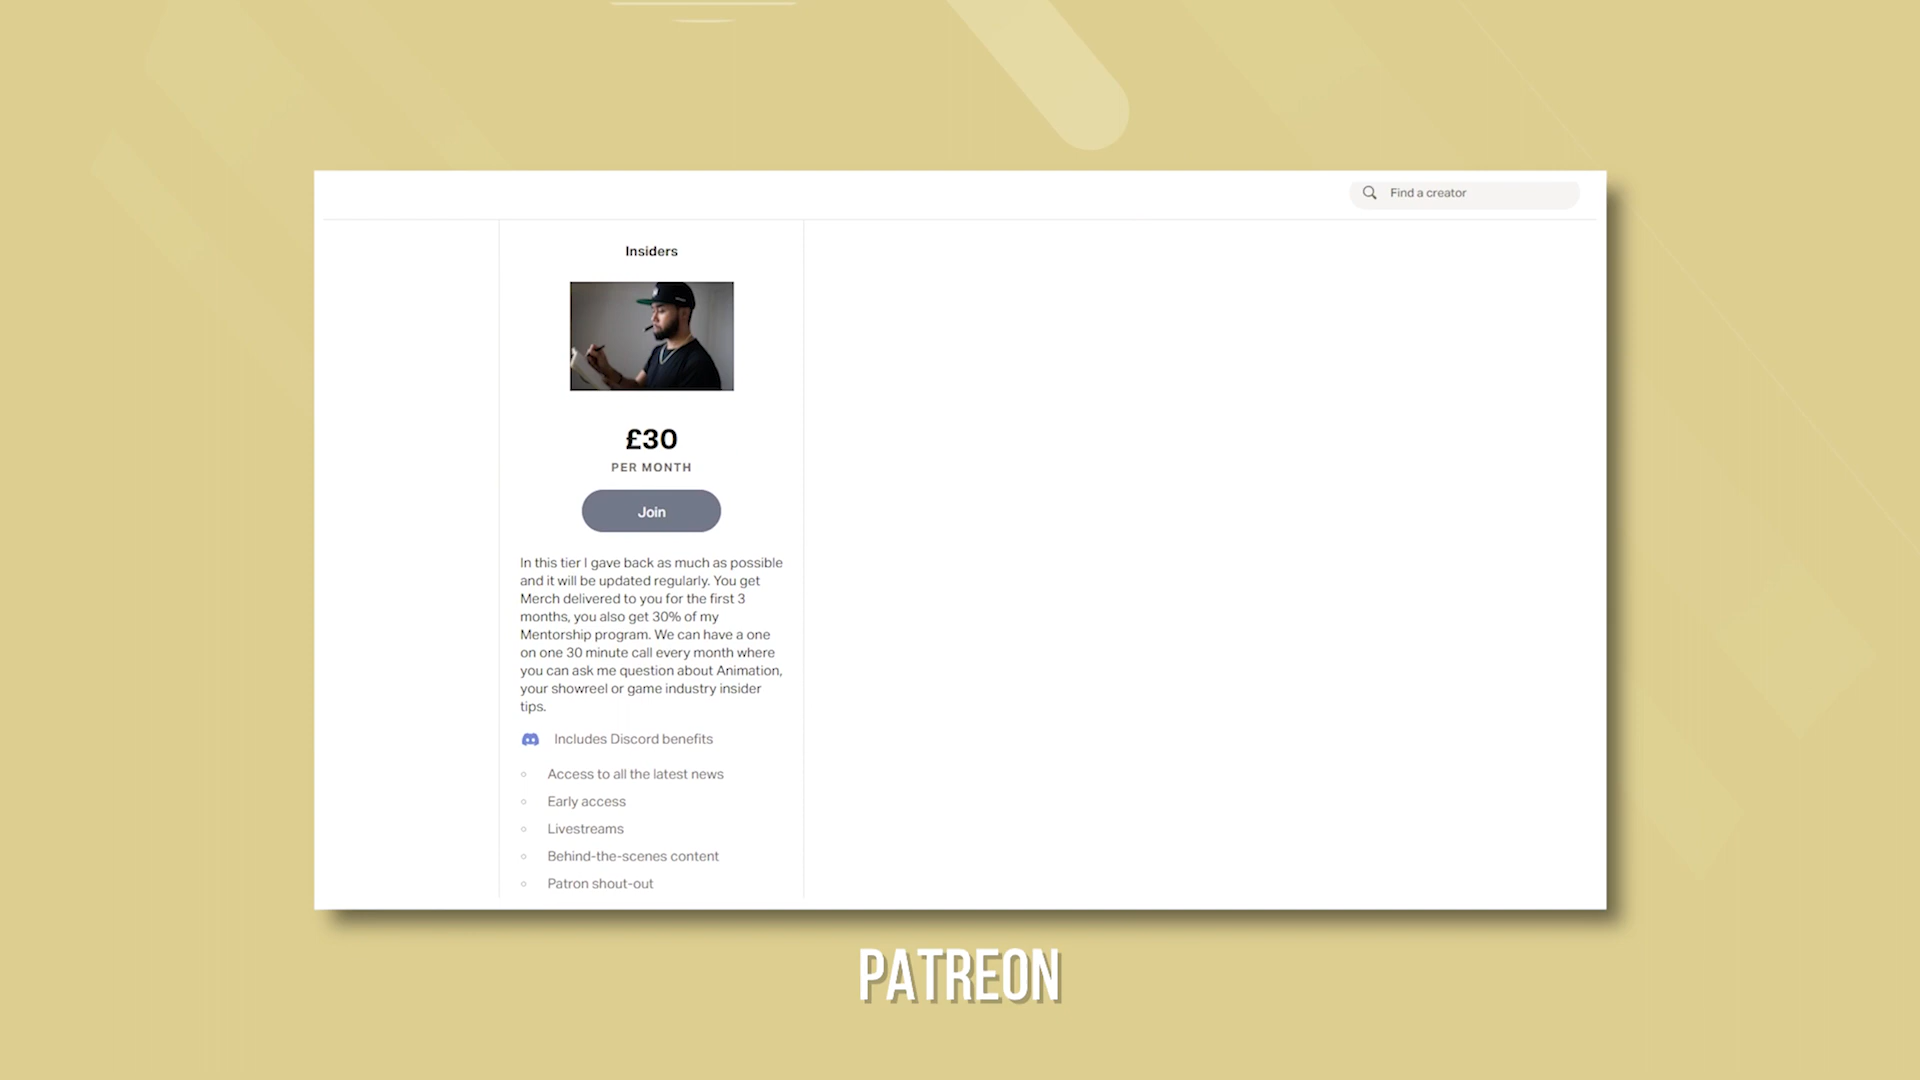 Find a creator
Insiders
£30
PER MONTH
Join
In this tier I gave back as much as possible
and it will be updated regularly. You get
Merch delivered to you for the first 3
months, you also get 30% of my
Mentorship program. We can have a one
on one 30 minute call every month where
you can ask me question about Animation,
your showreel or game industry insider
tips.
Includes Discord benefits
Access to all the latest news
Early access
Livestreams
Behind-the-scenes content
Patron shout-out
PATREON